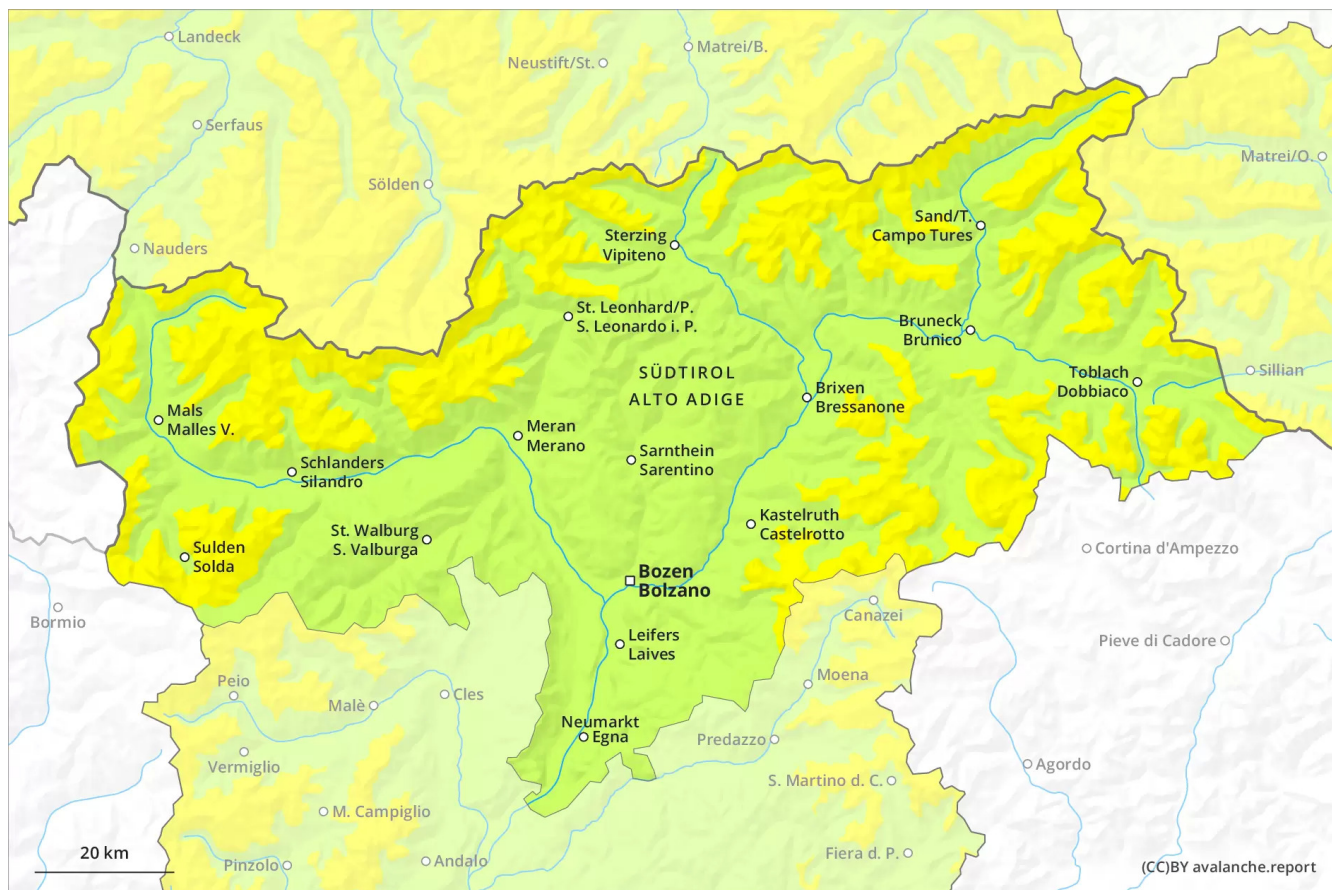 Landeck
Matrei/B.
Neustift/St.
Serfaus
Matrei/O.
Sölden
Sand/T.
Campo Tures
Sterzing
Vipiteno
Nauders
St. Leonhard/P.
S. Leonardo i. P.
Bruneck
Brunico
SÜDTIROL
ALTO ADIGE
Toblach
Dobbiaco
Sillian
Brixen
Bressanone
Mals
Malles V.
Meran
Merano
Sarnthein
Sarentino
Schlanders
Silandro
Kastelruth
Castelrotto
St. Walburg
S. Valburga
Sulden
Solda
Cortina d'Ampezzo
Bozen
Bolzano
Bormio
Canazei
Leifers
Laives
Pieve di Cadore
Peio
Moena
Malè
Cles
Neumarkt
Egna
Predazzo
Vermiglio
Agordo
S. Martino d. C.
M. Campiglio
20 km
Pinzolo
Andalo
Fiera d. P.
(CC)BY avalanche.report